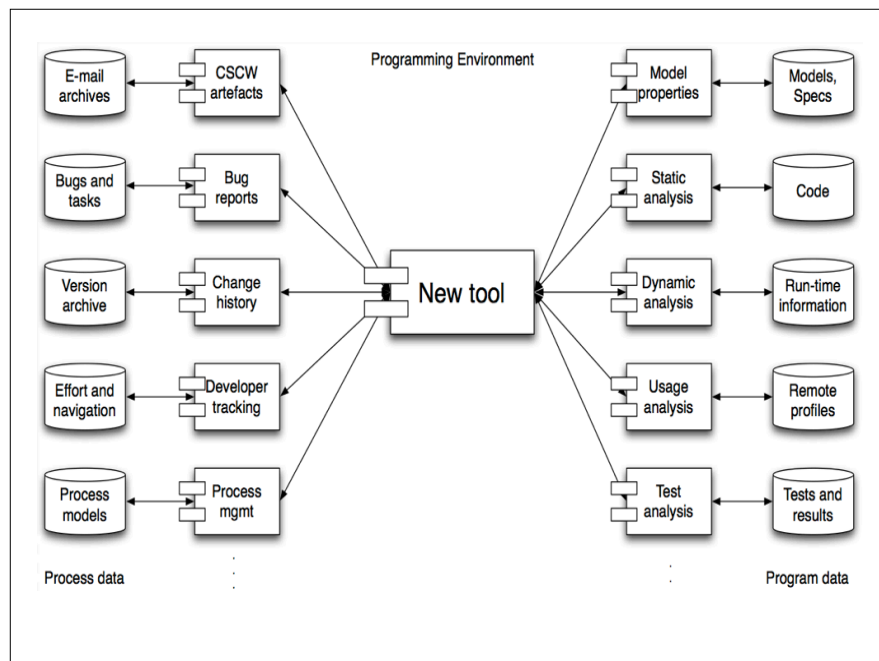 Programming Environment
E-mail
archives
CSCW
artefacts
Model
properties
Models,
Specs
Bugs and
tasks
Bug
reports
Static
analysis
Code
Version
archive
Change
history
New tool
Dynamic
analysis
Run-time
information
Effort and
navigation
Developer
tracking
Usage
analysis
Remote
profiles
Process
models
Process
mgmt
Test
analysis
Tests and
results
Process data
Program data